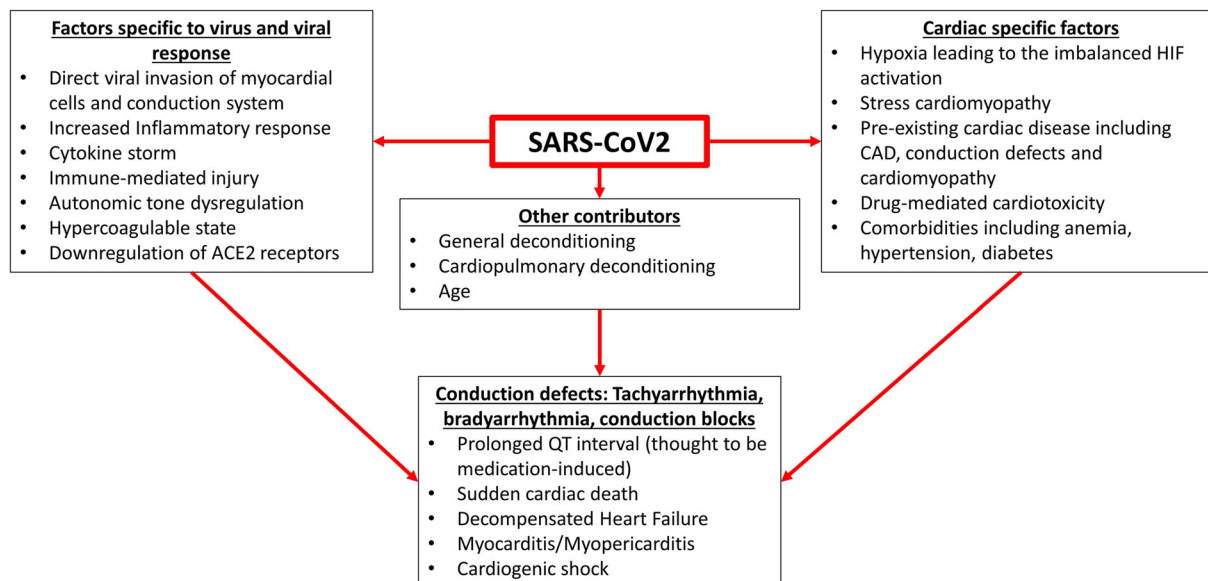 Factors specific to virus and viral
response
• Direct viral invasion of myocardial
cells and conduction system
• Increased Inflammatory response
• Cytokine storm
• Immune-mediated injury
• Autonomic tone dysregulation
• Hypercoagulable state
• Downregulation of ACE2 receptors
SARS-CoV2
Other contributors
• General deconditioning
• Cardiopulmonary deconditioning
• Age
Cardiac specific factors
• Hypoxia leading to the imbalanced HIF
activation
• Stress cardiomyopathy
• Pre-existing cardiac disease including
CAD, conduction defects and
cardiomyopathy
• Drug-mediated cardiotoxicity
• Comorbidities including anemia,
hypertension, diabetes
Conduction defects: Tachyarrhythmia,
bradyarrhythmia, conduction blocks
• Prolonged QT interval (thought to be
medication-induced)
• Sudden cardiac death
• Decompensated Heart Failure
• Myocarditis/Myopericarditis
• Cardiogenic shock